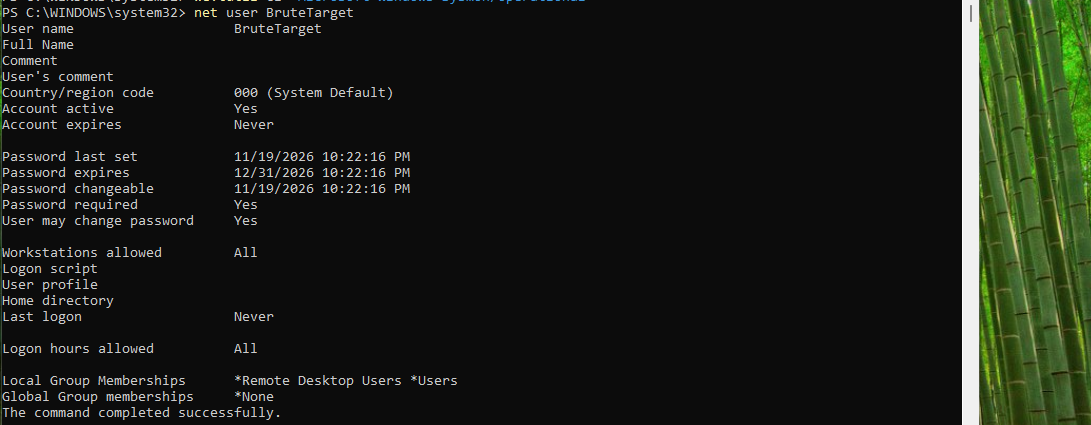 PS C:\WINDOWS\system32> net user BruteTarget
User name                    BruteTarget
Full Name
Comment
User's comment
Country/region code          000 (System Default)
Account active               Yes
Account expires              Never
Password last set            11/19/2026 10:22:16 PM
Password expires             12/31/2026 10:22:16 PM
Password changeable          11/19/2026 10:22:16 PM
Password required            Yes
User may change password     Yes
Workstations allowed         All
Logon script
User profile
Home directory
Last logon                   Never
Logon hours allowed          All
Local Group Memberships      *Remote Desktop Users *Users
Global Group memberships     *None
The command completed successfully.